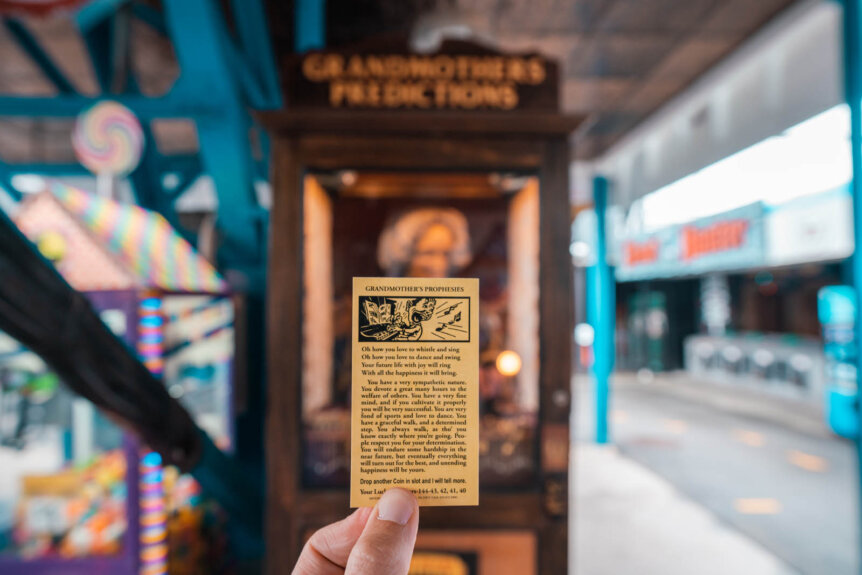 GRANDMOTHERS
PREDICTIONS
GRANDMOTHER'S PROPHESIES
Oh how you love to whistle and sing
Oh how you love to dance and swing
Your future life with joy will ring
With all the happiness it will bring.
You have a very sympathetic nature.
You devote a great many hours to the
welfare of others. You have a very fine
mind, and if you cultivate it properly
you will be very successful. You are very
fond of sports and love to dance. You
have a graceful walk, and a determined
step. You always walk, as tho' you
know exactly where you're going. Peo-
ple respect you for your determination.
You will endure some hardship in the
near future, but eventually everything
will turn out for the best, and unending
happiness will be yours.
Drop another Coin in slot and I will tell more.
Your 144-43, 42, 41, 40